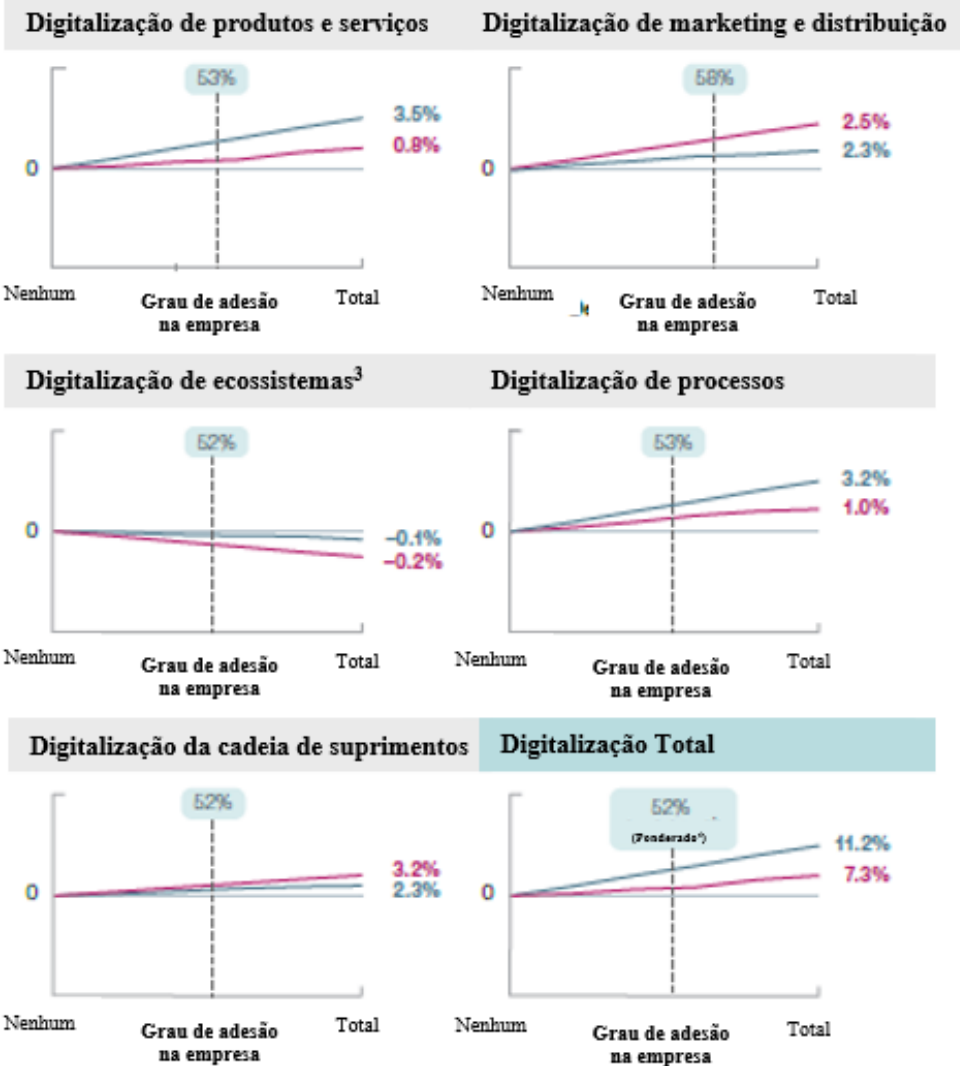 Digitalização de produtos e serviços
53%
3.5%
0.8%
0
Nenhum
Grau de adesão
na empresa
Total
Digitalização de marketing e distribuição
58%
2.5%
2.3%
0
Nenhum
Grau de adesão
na empresa
Total
Digitalização de ecossistemas³
52%
0
–0.1%
–0.2%
Nenhum
Grau de adesão
na empresa
Total
Digitalização de processos
53%
3.2%
1.0%
0
Nenhum
Grau de adesão
na empresa
Total
Digitalização da cadeia de suprimentos
52%
3.2%
2.3%
0
Nenhum
Grau de adesão
na empresa
Total
Digitalização Total
52%
(Ponderado⁴)
11.2%
7.3%
0
Nenhum
Grau de adesão
na empresa
Total